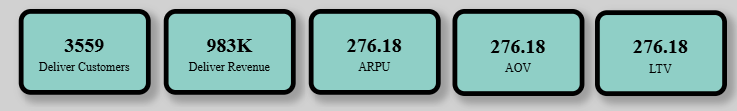 3559
Deliver Customers
983K
Deliver Revenue
276.18
ARPU
276.18
AOV
276.18
LTV